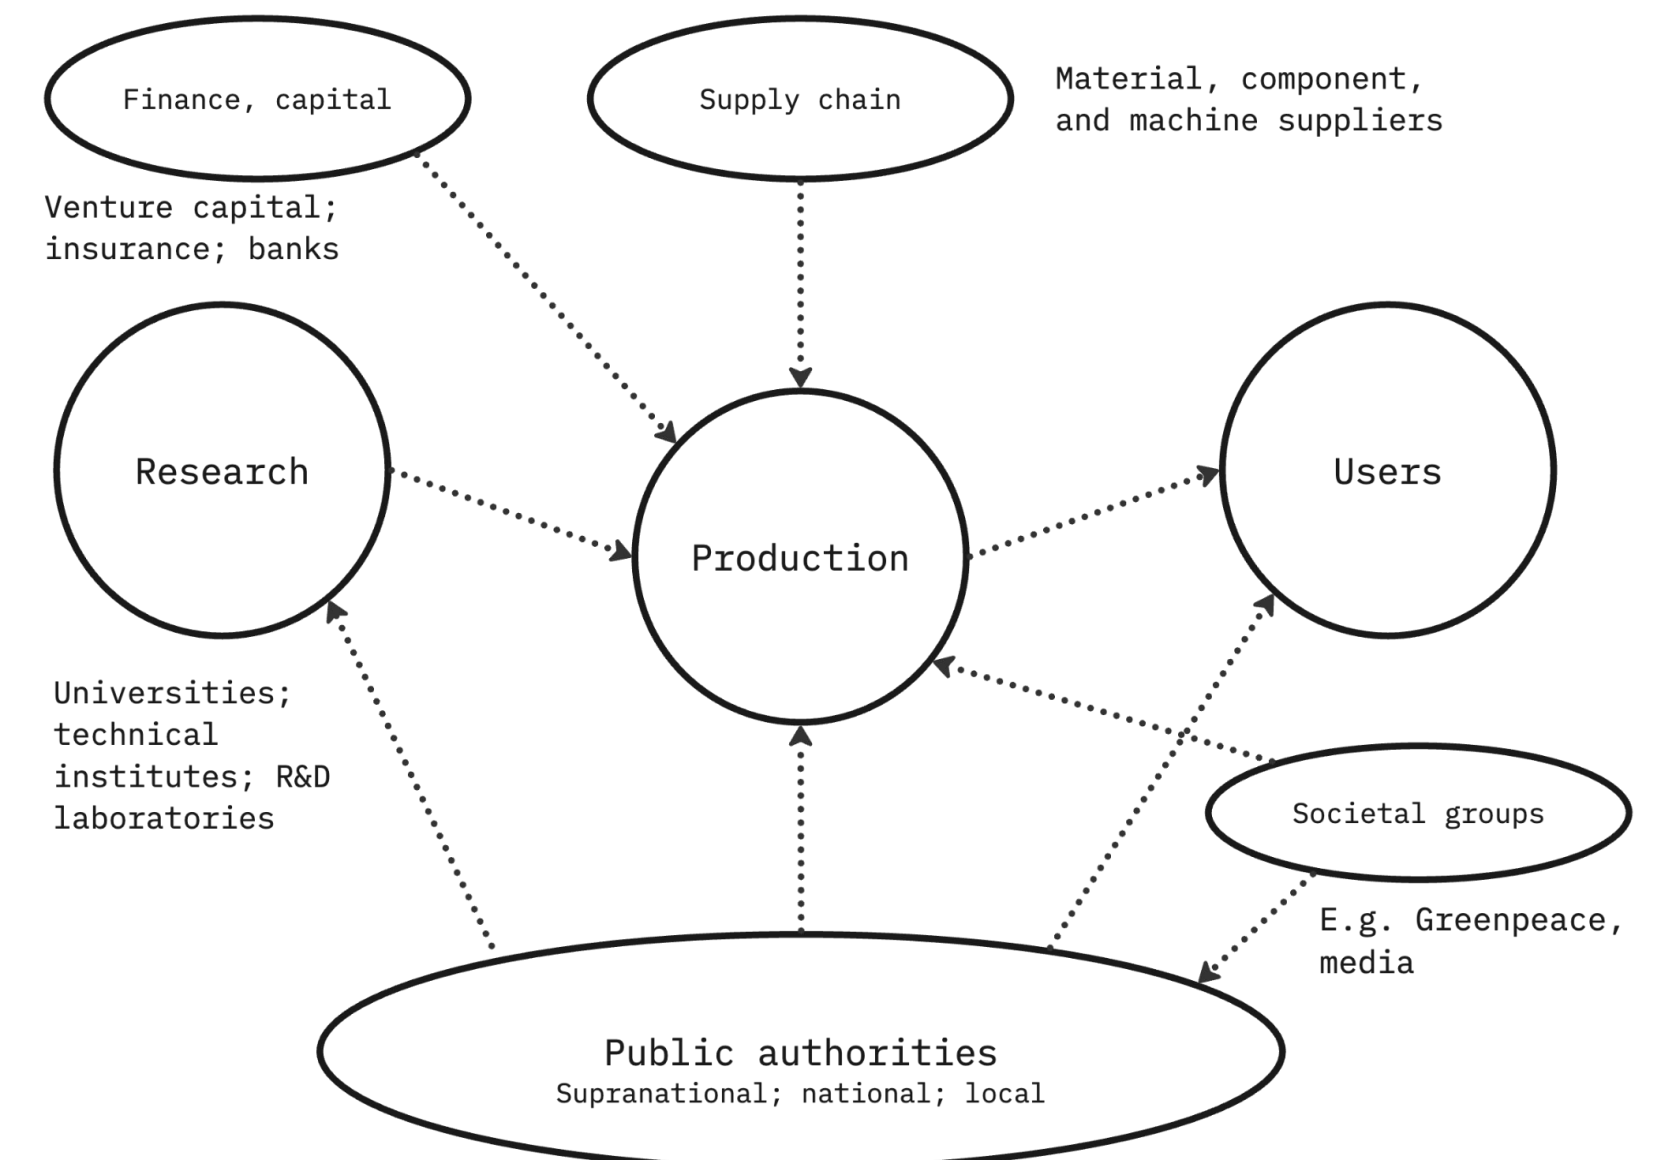 Finance, capital
Supply chain
Material, component,
and machine suppliers
Venture capital;
insurance; banks
Research
Production
Users
Universities;
technical
institutes; R&D
laboratories
Societal groups
E.g. Greenpeace,
media
Public authorities
Supranational; national; local